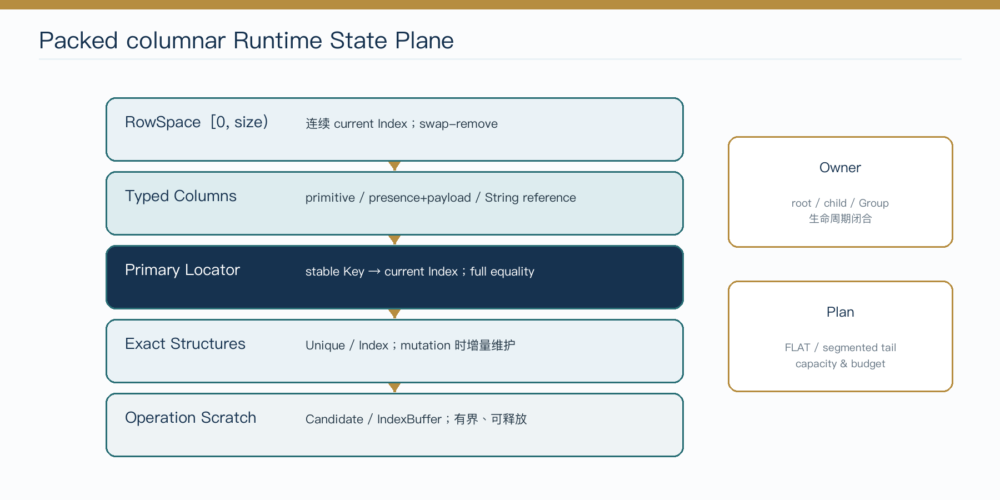 Packed columnar Runtime State Plane
RowSpace [0, size)
连续 current Index；swap-remove
Typed Columns
primitive / presence+payload / String reference
Primary Locator
stable Key → current Index；full equality
Exact Structures
Unique / Index；mutation 时增量维护
Operation Scratch
Candidate / IndexBuffer；有界、可释放
Owner
root / child / Group
生命周期闭合
Plan
FLAT / segmented tail
capacity & budget